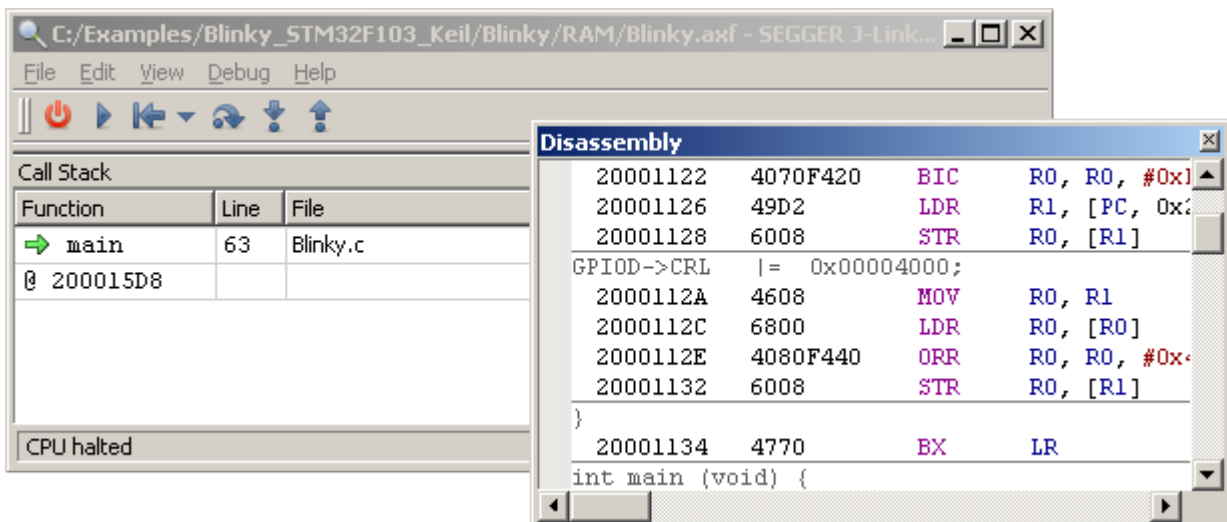 C:/Examples/Blinky_STM32F103_Keil/Blinky/RAM/Blinky.axf - SEGGER J-Link...
File Edit View Debug Help
Call Stack
Function Line File
main 63 Blinky.c
@ 200015D8
CPU halted
Disassembly
20001122 4070F420 BIC R0, R0, #0x1
20001126 49D2 LDR R1, [PC,
20001128 6008 STR R0, [R1]
GPIOD->CRL |= 0x00004000;
2000112A 4608 MOV R0, R1
2000112C 6800 LDR R0, [R0]
2000112E 4080F440 ORR R0, R0, #0x4
20001132 6008 STR R0, [R1]
}
20001134 4770 BX LR
int main (void) {